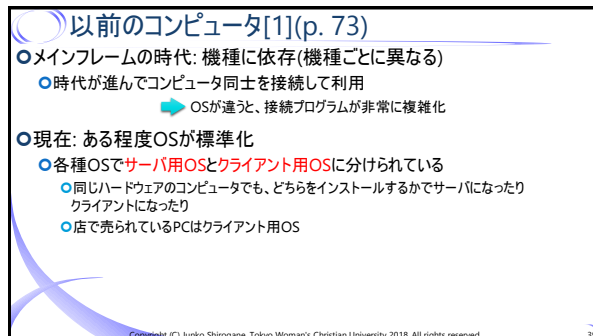 以前のコンピュータ[1](p. 73)
メインフレームの時代: 機種に依存(機種ごとに異なる)
時代が進んでコンピュータ同士を接続して利用
OSが違うと、接続プログラムが非常に複雑化
現在: ある程度OSが標準化
各種OSでサーバ用OSとクライアント用OSに分けられている
同じハードウェアのコンピュータでも、どちらをインストールするかでサーバになったり
クライアントになったり
店で売られているPCはクライアント用OS
Copyright (C) Junko Shirogane, Tokyo Woman's Christian University 2018, All rights reserved.